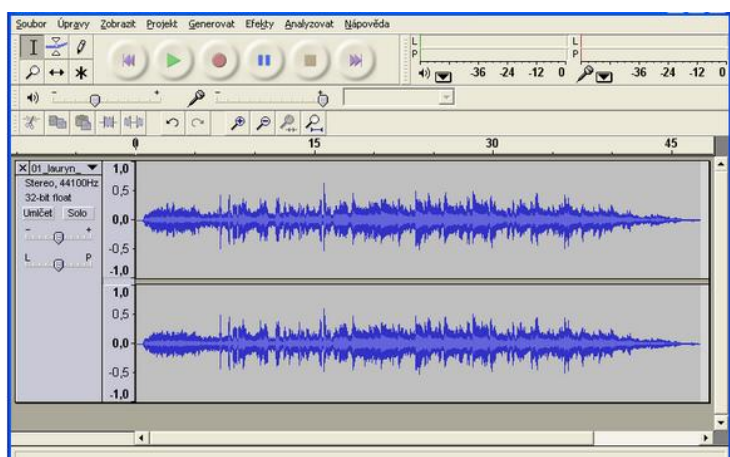 Soubor Úpravy Zobrazit Projekt Generovat Efekty Analyzovat Nápověda
L
P
-36 -24 -12 0
L
P
-36 -24 -12 0
0 15 30 45
01_lauryn_
Stereo, 44100Hz
32-bit float
Umlčet Solo
- +
L P
1,0
0,5
0,0
-0,5
-1,0
1,0
0,5
0,0
-0,5
-1,0